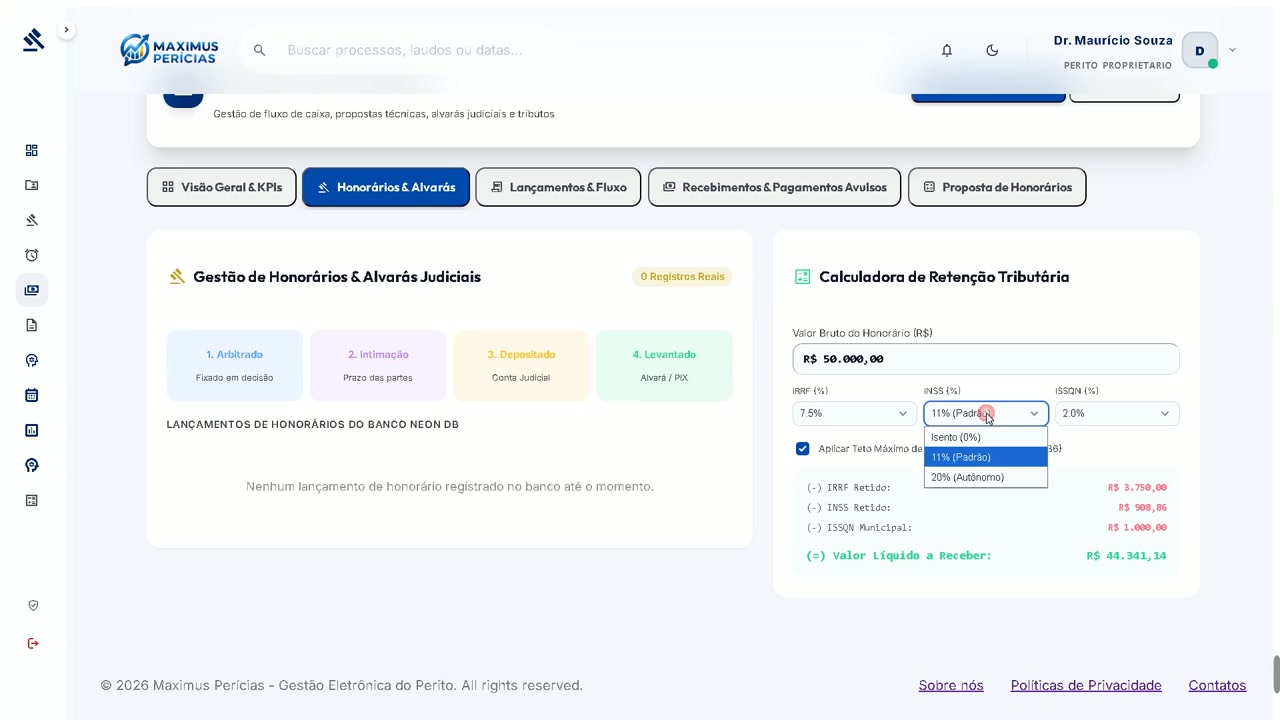 MAXIMUS
PERÍCIAS
Buscar processos, laudos ou datas...
Dr. Maurício Souza
PERITO PROPRIETARIO
D
Gestão de fluxo de caixa, propostas técnicas, alvarás judiciais e tributos
Visão Geral & KPIs
Honorários & Alvarás
Lançamentos & Fluxo
Recebimentos & Pagamentos Avulsos
Proposta de Honorários
Gestão de Honorários & Alvarás Judiciais
0 Registros Reais
1. Arbitrado
Fixado em decisão
2. Intimação
Prazo das partes
3. Depositado
Conta Judicial
4. Levantado
Alvará / PIX
LANÇAMENTOS DE HONORÁRIOS DO BANCO NEON DB
Nenhum lançamento de honorário registrado no banco até o momento.
Calculadora de Retenção Tributária
Valor Bruto do Honorário (R$)
R$ 50.000,00
IRRF (%)
INSS (%)
ISSQN (%)
7.5%
11% (Padrão)
2.0%
Isento (0%)
11% (Padrão)
20% (Autônomo)
Aplicar Teto Máximo de
(-) IRRF Retido:
R$ 3.750,00
(-) INSS Retido:
R$ 908,86
(-) ISSQN Municipal:
R$ 1.000,00
(=) Valor Líquido a Receber:
R$ 44.341,14
© 2026 Maximus Perícias - Gestão Eletrônica do Perito. All rights reserved.
Sobre nós
Políticas de Privacidade
Contatos